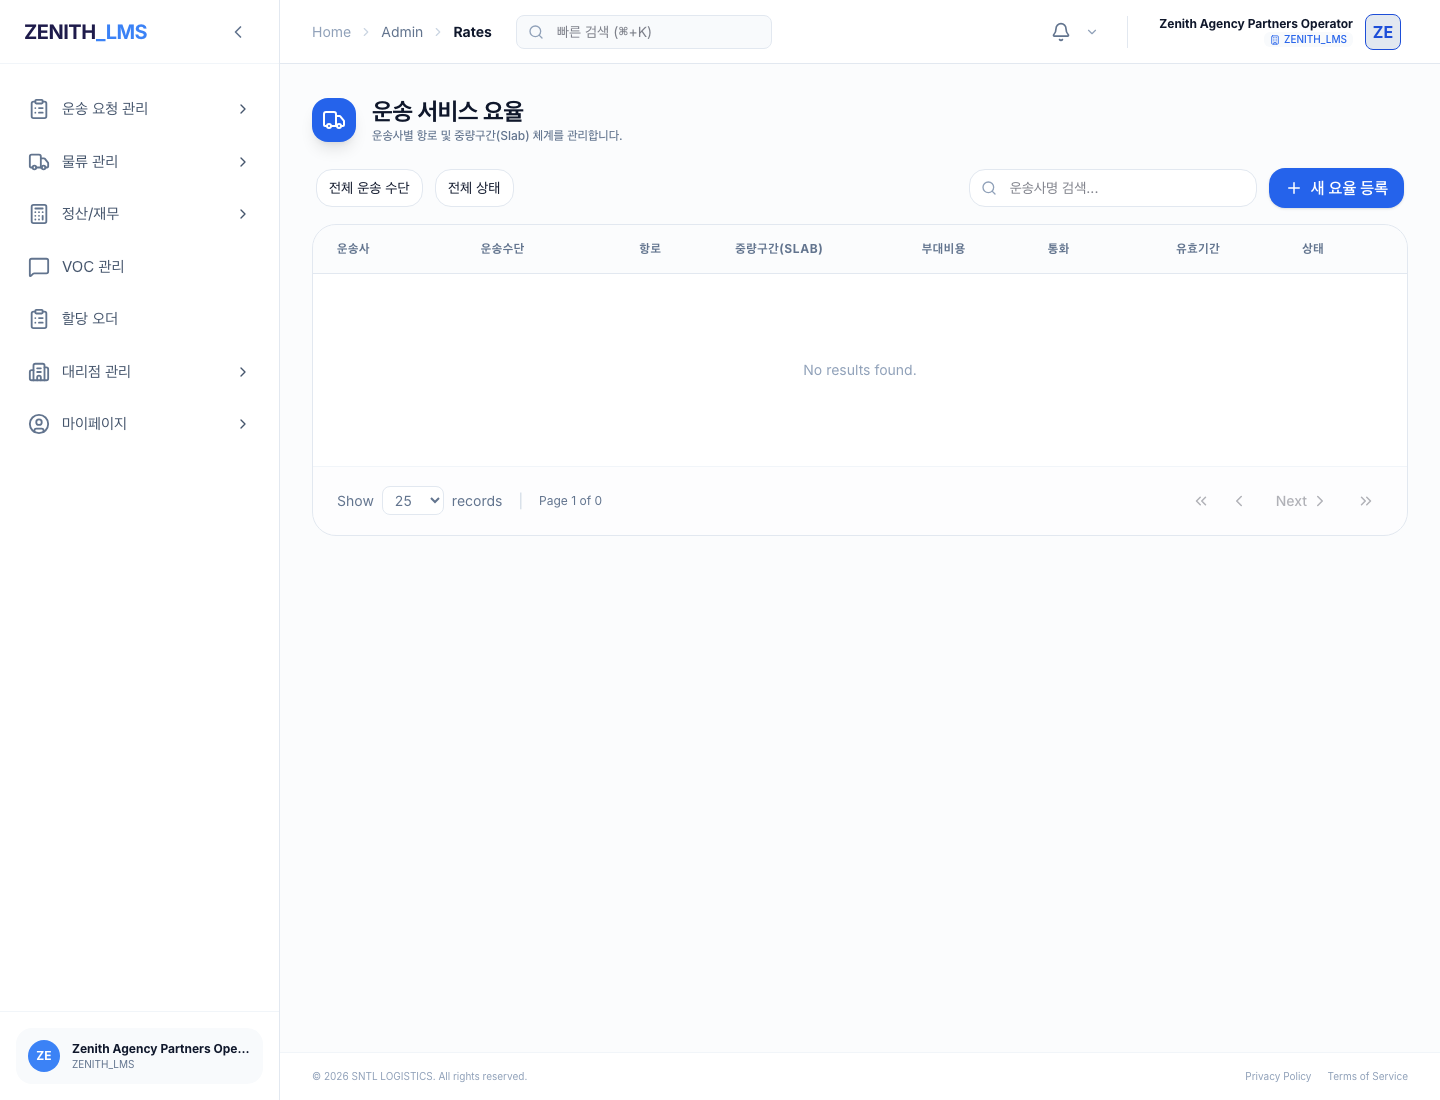 ZENITH_LMS
Home
Admin
Rates
빠른 검색 (⌘+K)
Zenith Agency Partners Operator
ZENITH_LMS
ZE
운송 요청 관리
물류 관리
정산/재무
VOC 관리
할당 오더
대리점 관리
마이페이지
운송 서비스 요율
운송사별 항로 및 중량구간(Slab) 체계를 관리합니다.
전체 운송 수단
전체 상태
운송사명 검색...
새 요율 등록
운송사 운송수단 항로 중량구간(SLAB) 부대비용 통화 유효기간 상태
No results found.
Show 25 records | Page 1 of 0
Next
ZE
Zenith Agency Partners Ope...
ZENITH_LMS
© 2026 SNTL LOGISTICS. All rights reserved.
Privacy Policy
Terms of Service